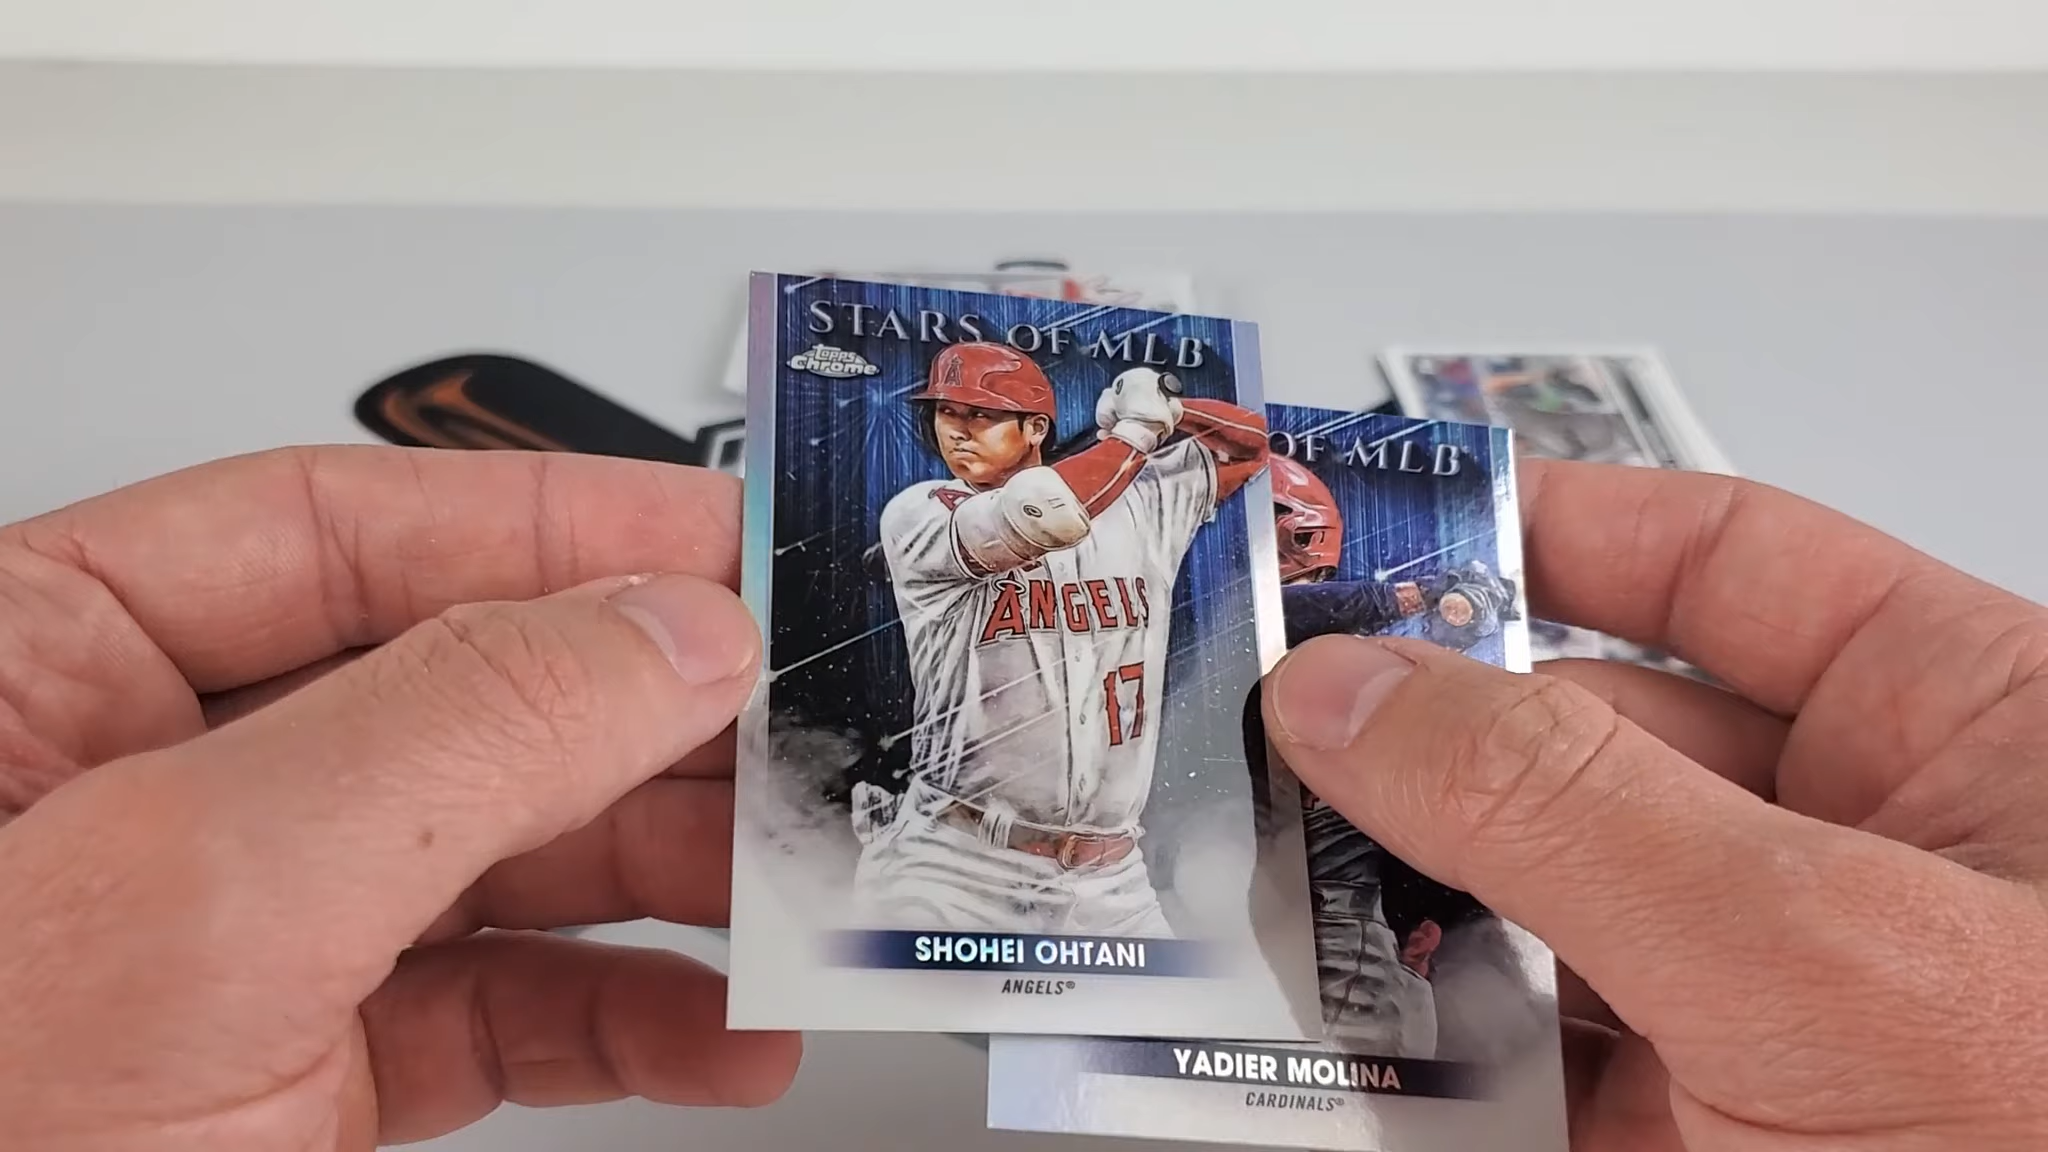 STARS OF MLB
topps
Chrome
A
A
ANGELS
17
SHOHEI OHTANI
ANGELS®
OF MLB
YADIER MOLINA
CARDINALS®